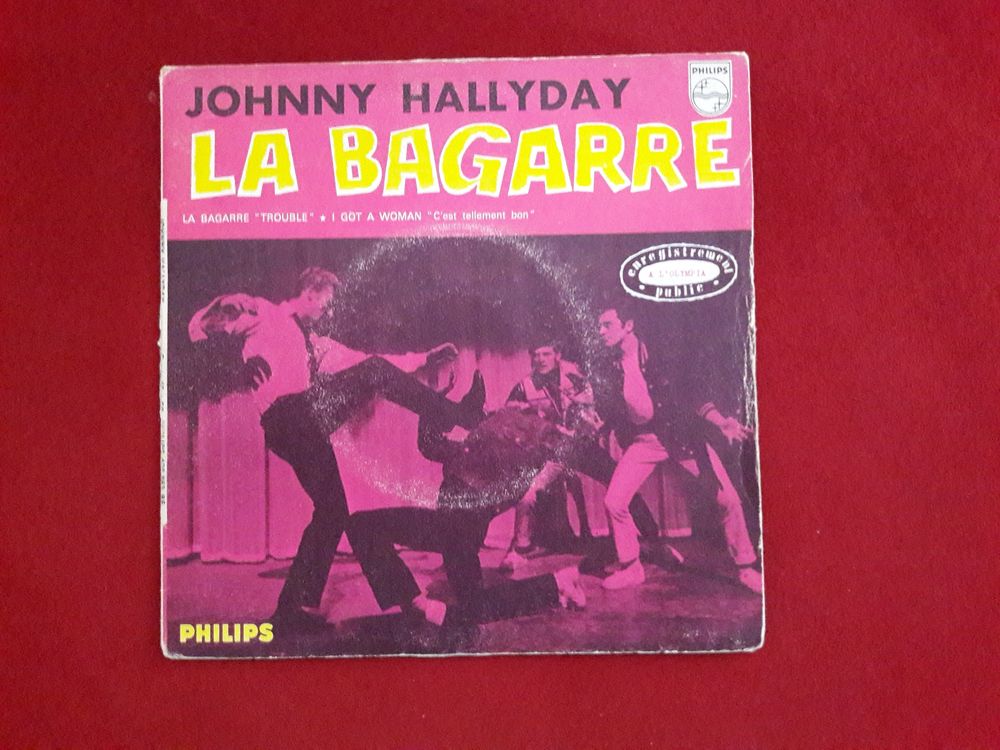 JOHNNY HALLYDAY
PHILIPS
LA BAGARRE
LA BAGARRE "TROUBLE" ★ I GOT A WOMAN "C'est tellement bon"
enregistrement
A L'OLYMPIA
• public •
PHILIPS